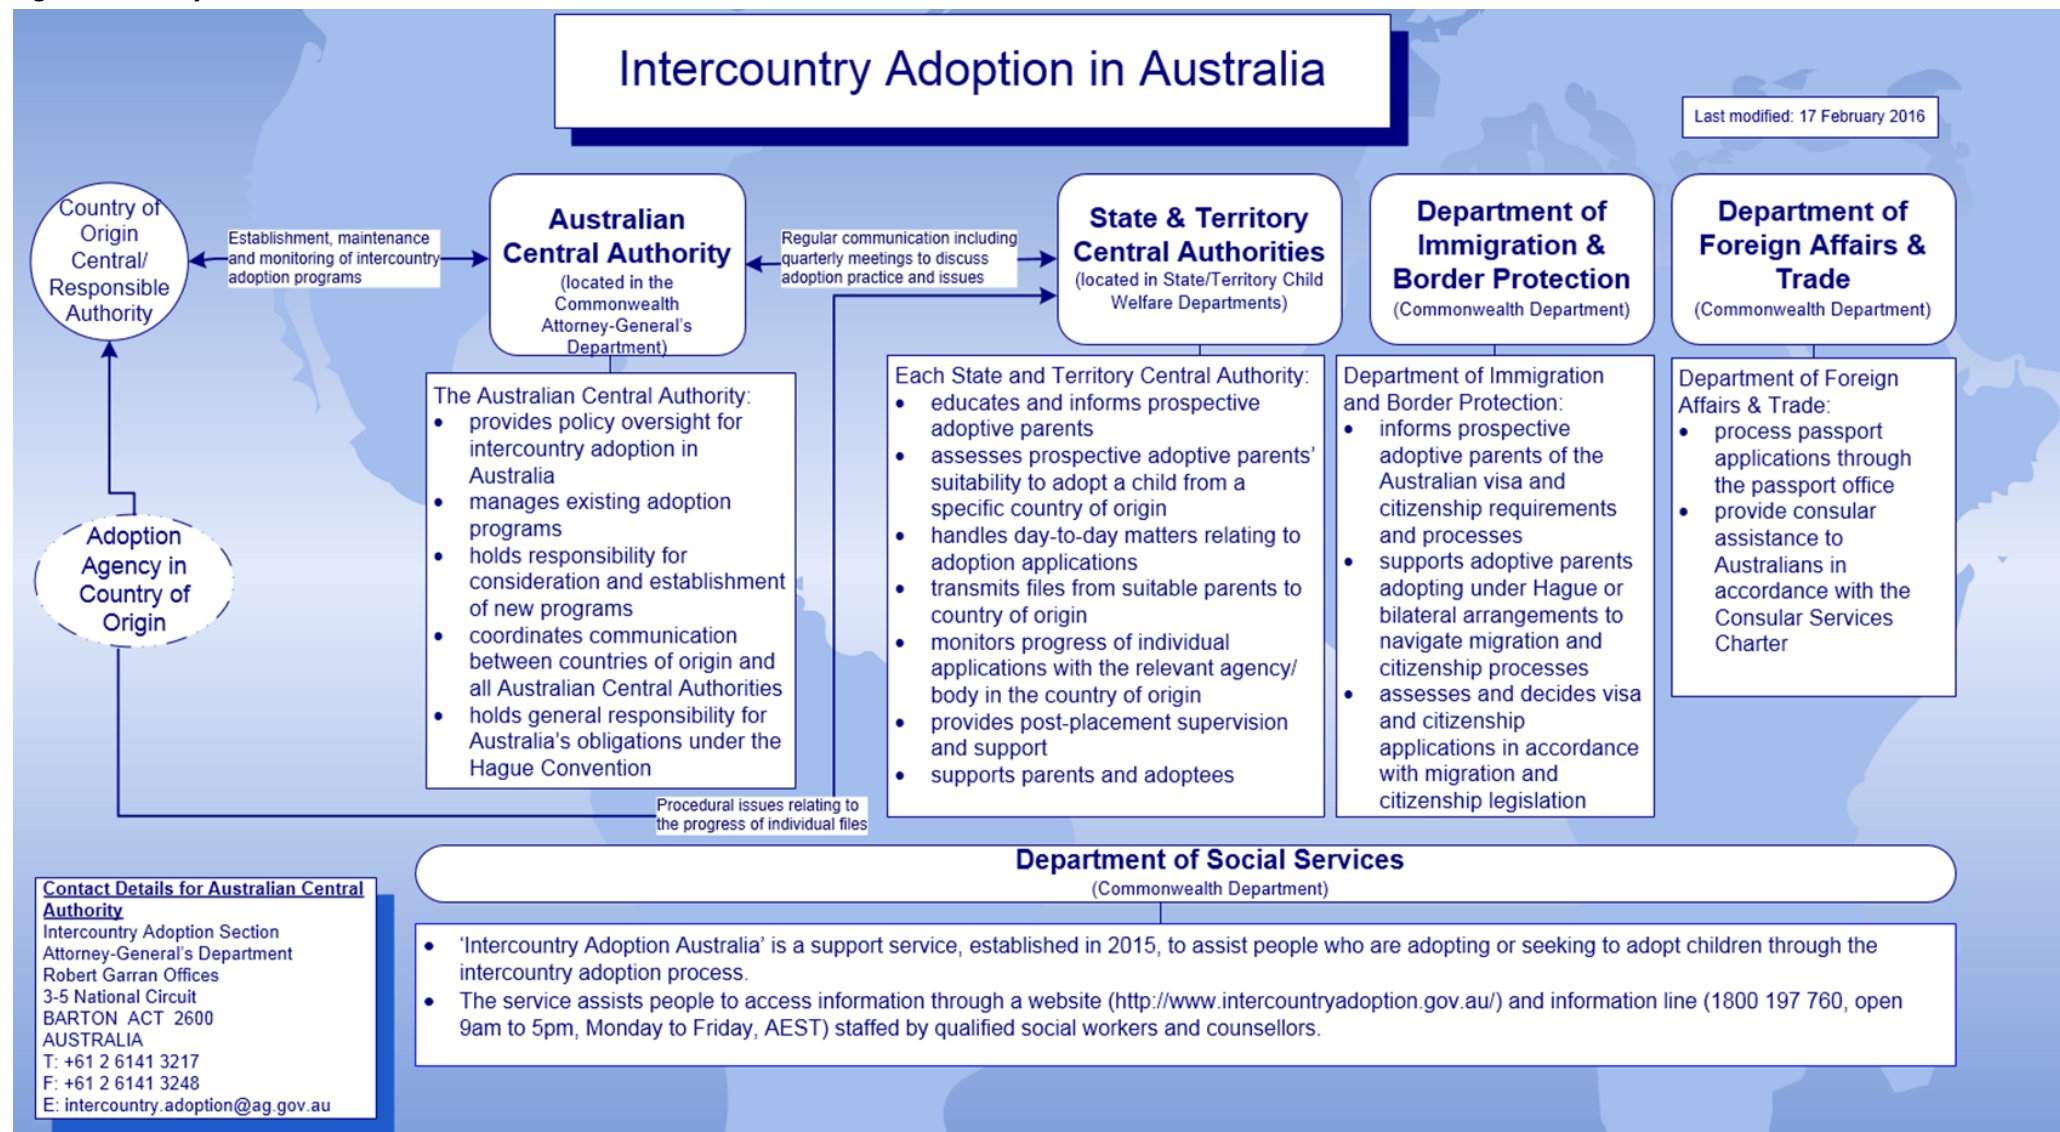 Intercountry Adoption in Australia
Last modified: 17 February 2016
Country of
Origin
Central/
Responsible
Authority
Establishment, maintenance
and monitoring of intercountry
adoption programs
Australian
Central Authority
(located in the
Commonwealth
Attorney-General's
Department)
Regular communication including
quarterly meetings to discuss
adoption practice and issues
State & Territory
Central Authorities
(located in State/Territory Child
Welfare Departments)
Department of
Immigration &
Border Protection
(Commonwealth Department)
Department of
Foreign Affairs &
Trade
(Commonwealth Department)
Adoption
Agency in
Country of
Origin
The Australian Central Authority:
• provides policy oversight for
intercountry adoption in
Australia
• manages existing adoption
programs
• holds responsibility for
consideration and establishment
of new programs
• coordinates communication
between countries of origin and
all Australian Central Authorities
• holds general responsibility for
Australia's obligations under the
Hague Convention
Each State and Territory Central Authority:
• educates and informs prospective
adoptive parents
• assesses prospective adoptive parents'
suitability to adopt a child from a
specific country of origin
• handles day-to-day matters relating to
adoption applications
• transmits files from suitable parents to
country of origin
• monitors progress of individual
applications with the relevant agency/
body in the country of origin
• provides post-placement supervision
and support
• supports parents and adoptees
Department of Immigration
and Border Protection:
• informs prospective
adoptive parents of the
Australian visa and
citizenship requirements
and processes
• supports adoptive parents
adopting under Hague or
bilateral arrangements to
navigate migration and
citizenship processes
• assesses and decides visa
and citizenship
applications in accordance
with migration and
citizenship legislation
Department of Foreign
Affairs & Trade:
• process passport
applications through
the passport office
• provide consular
assistance to
Australians in
accordance with the
Consular Services
Charter
Procedural issues relating to
the progress of individual files
Department of Social Services
(Commonwealth Department)
• 'Intercountry Adoption Australia' is a support service, established in 2015, to assist people who are adopting or seeking to adopt children through the
intercountry adoption process.
• The service assists people to access information through a website (http://www.intercountryadoption.gov.au/) and information line (1800 197 760, open
9am to 5pm, Monday to Friday, AEST) staffed by qualified social workers and counsellors.
Contact Details for Australian Central
Authority
Intercountry Adoption Section
Attorney-General's Department
Robert Garran Offices
3-5 National Circuit
BARTON ACT 2600
AUSTRALIA
T: +61 2 6141 3217
F: +61 2 6141 3248
E: intercountry.adoption@ag.gov.au